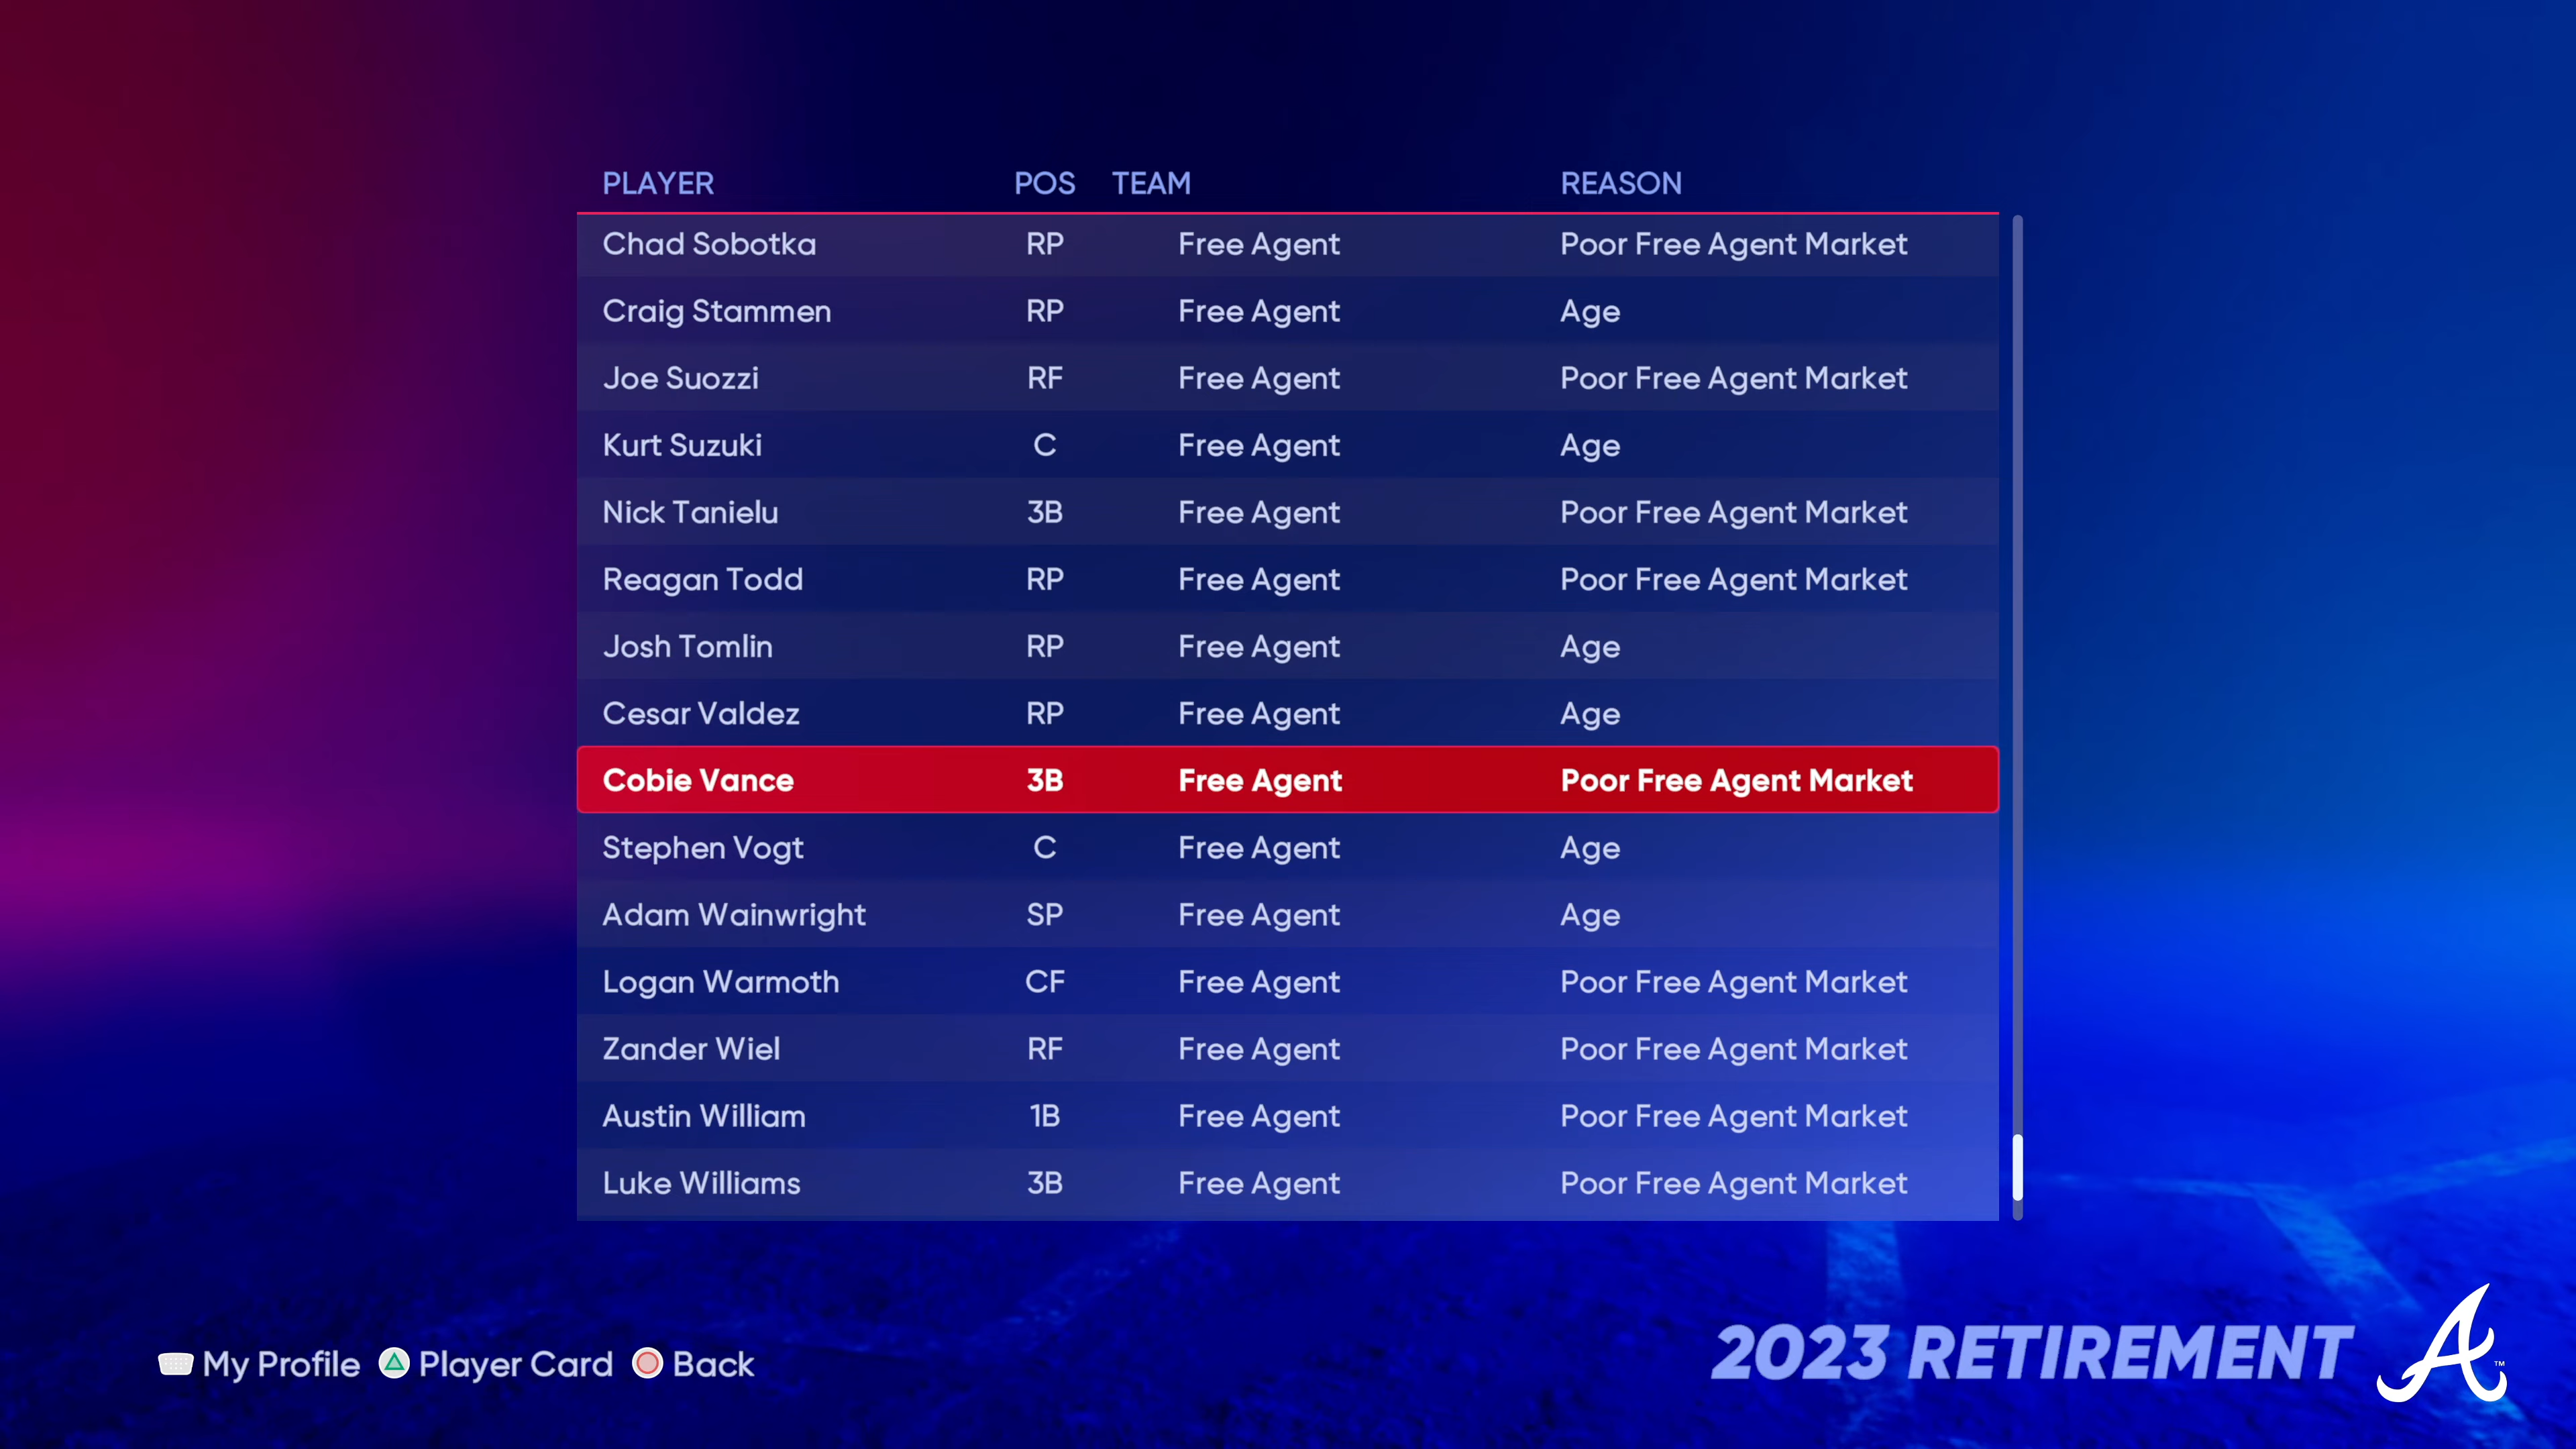 PLAYER POS TEAM REASON
Chad Sobotka RP Free Agent Poor Free Agent Market
Craig Stammen RP Free Agent Age
Joe Suozzi RF Free Agent Poor Free Agent Market
Kurt Suzuki C Free Agent Age
Nick Tanielu 3B Free Agent Poor Free Agent Market
Reagan Todd RP Free Agent Poor Free Agent Market
Josh Tomlin RP Free Agent Age
Cesar Valdez RP Free Agent Age
Cobie Vance 3B Free Agent Poor Free Agent Market
Stephen Vogt C Free Agent Age
Adam Wainwright SP Free Agent Age
Logan Warmoth CF Free Agent Poor Free Agent Market
Zander Wiel RF Free Agent Poor Free Agent Market
Austin William 1B Free Agent Poor Free Agent Market
Luke Williams 3B Free Agent Poor Free Agent Market
My Profile Player Card Back
2023 RETIREMENT A™